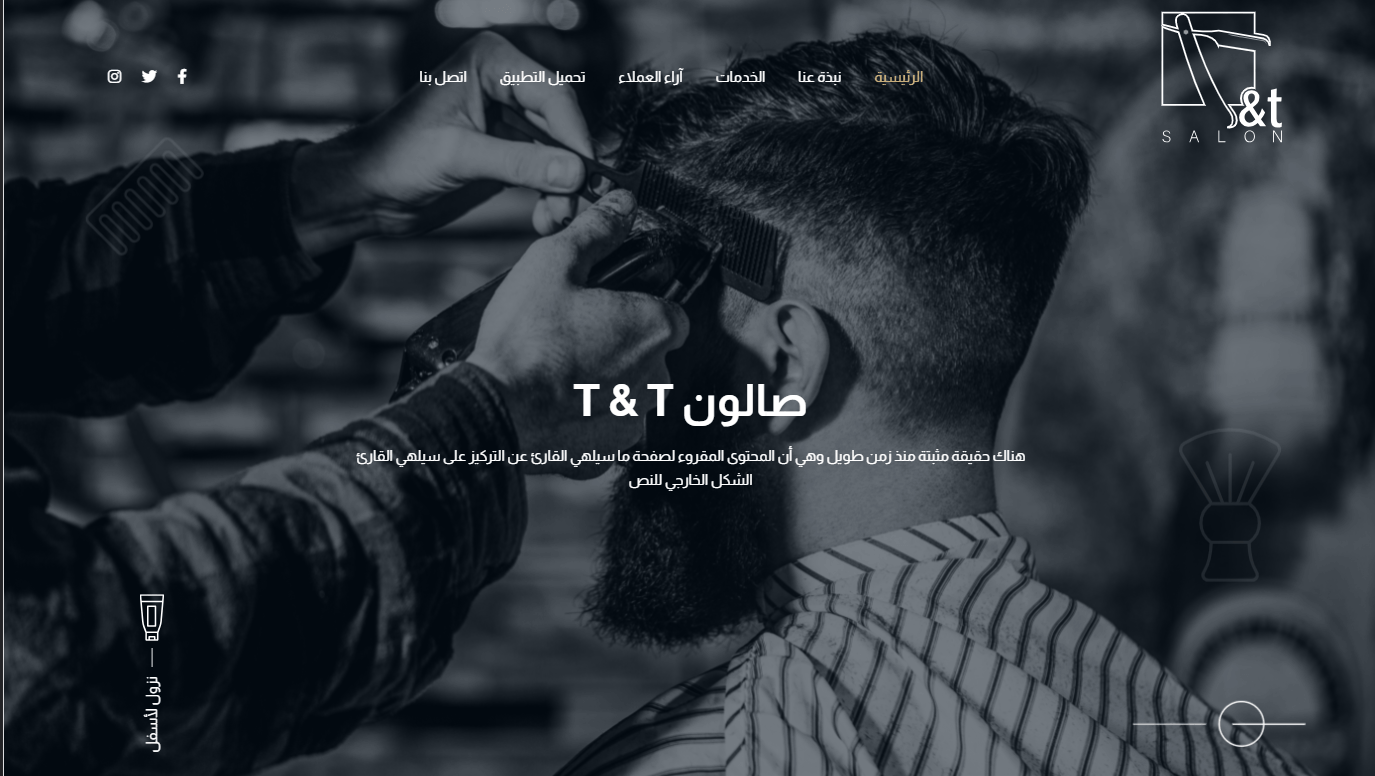 &t
SALON
الرئيسية
نبذة عنا
الخدمات
آراء العملاء
تحميل التطبيق
اتصل بنا
صالون T & T
هناك حقيقة مثبتة منذ زمن طويل وهي أن المحتوى المقروء لصفحة ما سيلهي القارئ عن التركيز على سيلهي القارئ
الشكل الخارجي للنص
نزول لأسفل